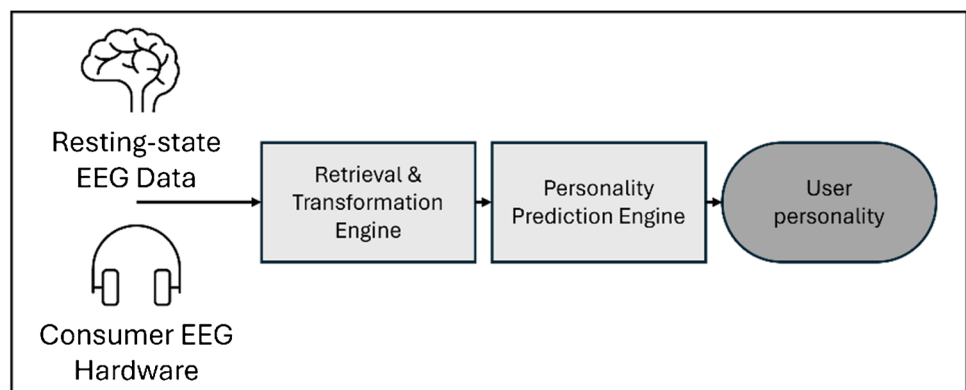 Resting-state
EEG Data
Retrieval &
Transformation
Engine
Personality
Prediction Engine
User
personality
Consumer EEG
Hardware